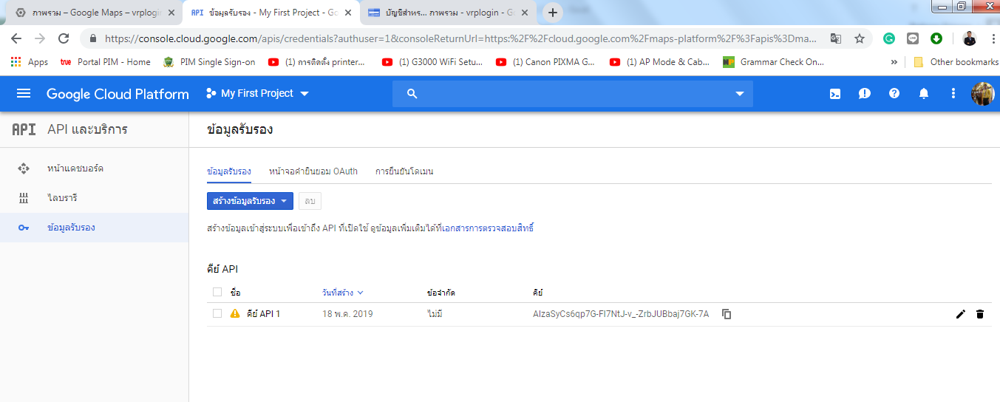 ภาพรวม – Google Maps – vrplogin
API ข้อมูลรับรอง - My First Project - Go
บัญชีสำหร... ภาพรวม - vrplogin - G
https://console.cloud.google.com/apis/credentials?authuser=1&consoleReturnUrl=https:%2F%2Fcloud.google.com%2Fmaps-platform%2F%3Fapis%3Dma...
Apps true Portal PIM - Home PIM Single Sign-on (1) การติดตั้ง printer... (1) G3000 WiFi Setu... (1) Canon PIXMA G... (1) AP Mode & Cab... Grammar Check On... » Other bookmarks
Google Cloud Platform My First Project
API API และบริการ ข้อมูลรับรอง
หน้าแดชบอร์ด
ไลบรารี
ข้อมูลรับรอง
ข้อมูลรับรอง หน้าจอคำยินยอม OAuth การยืนยันโดเมน
สร้างข้อมูลรับรอง ลบ
สร้างข้อมูลเข้าสู่ระบบเพื่อเข้าถึง API ที่เปิดใช้ ดูข้อมูลเพิ่มเติมได้ที่เอกสารการตรวจสอบสิทธิ์
คีย์ API
ชื่อ วันที่สร้าง ข้อจำกัด คีย์
คีย์ API 1 18 พ.ค. 2019 ไม่มี AIzaSyCs6qp7G-FI7NtJ-v_-ZrbJUBbaj7GK-7A